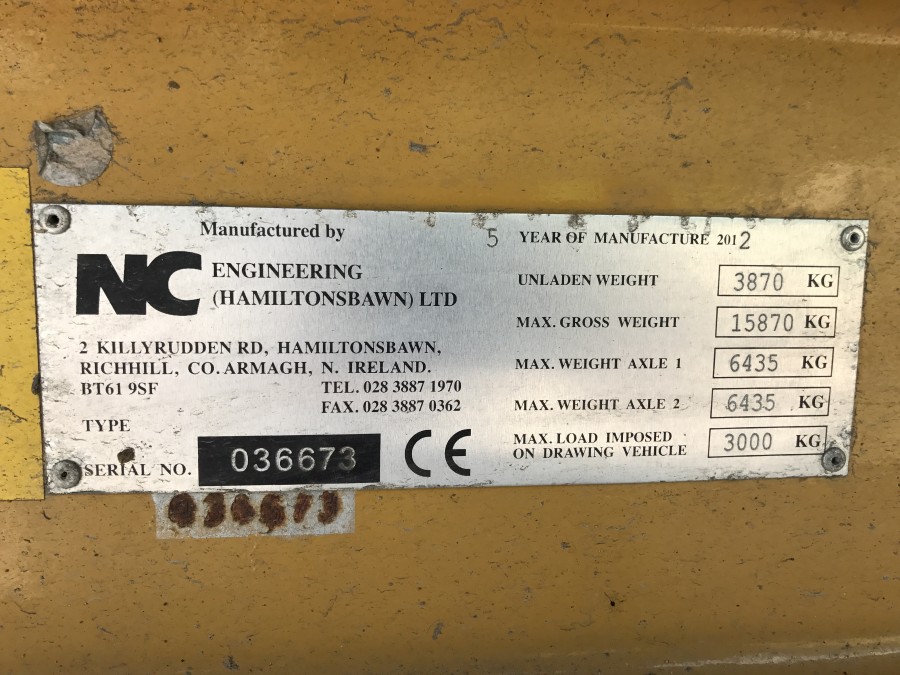 Manufactured by
NC ENGINEERING
(HAMILTONSBAWN) LTD
2 KILLYRUDDEN RD, HAMILTONSBAWN,
RICHHILL, CO. ARMAGH, N. IRELAND.
BT61 9SF TEL. 028 3887 1970
FAX. 028 3887 0362
TYPE
SERIAL NO. 036673 CE
5 YEAR OF MANUFACTURE 2012
UNLADEN WEIGHT 3870 KG
MAX. GROSS WEIGHT 15870 KG
MAX. WEIGHT AXLE 1 6435 KG
MAX. WEIGHT AXLE 2 6435 KG
MAX. LOAD IMPOSED
ON DRAWING VEHICLE 3000 KG
036673